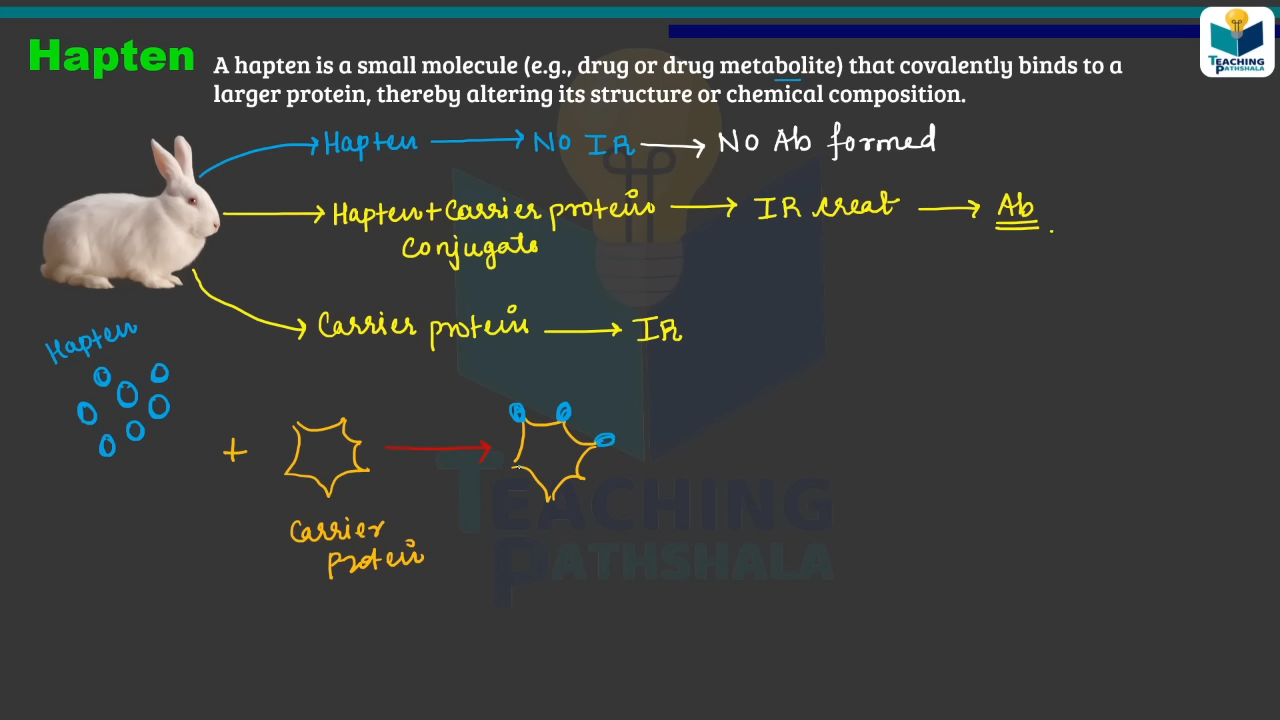 Hapten
A hapten is a small molecule (e.g., drug or drug metabolite) that covalently binds to a
larger protein, thereby altering its structure or chemical composition.
TEACHING
PATHSHALA
Hapten → No IR → No Ab formed
Hapten + Carrier protein → IR creat → Ab.
Conjugate
Carrier protein → IR
Hapten
+
Carrier
protein
TEACHING
PATHSHALA